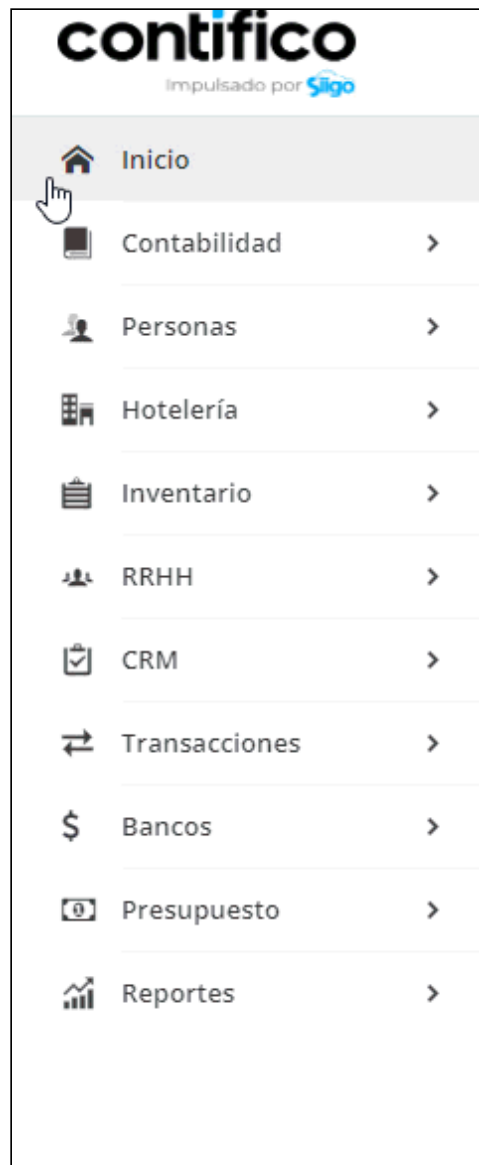 contifico
Impulsado por Siigo
Inicio
Contabilidad
Personas
Hotelería
Inventario
RRHH
CRM
Transacciones
$ Bancos
Presupuesto
Reportes